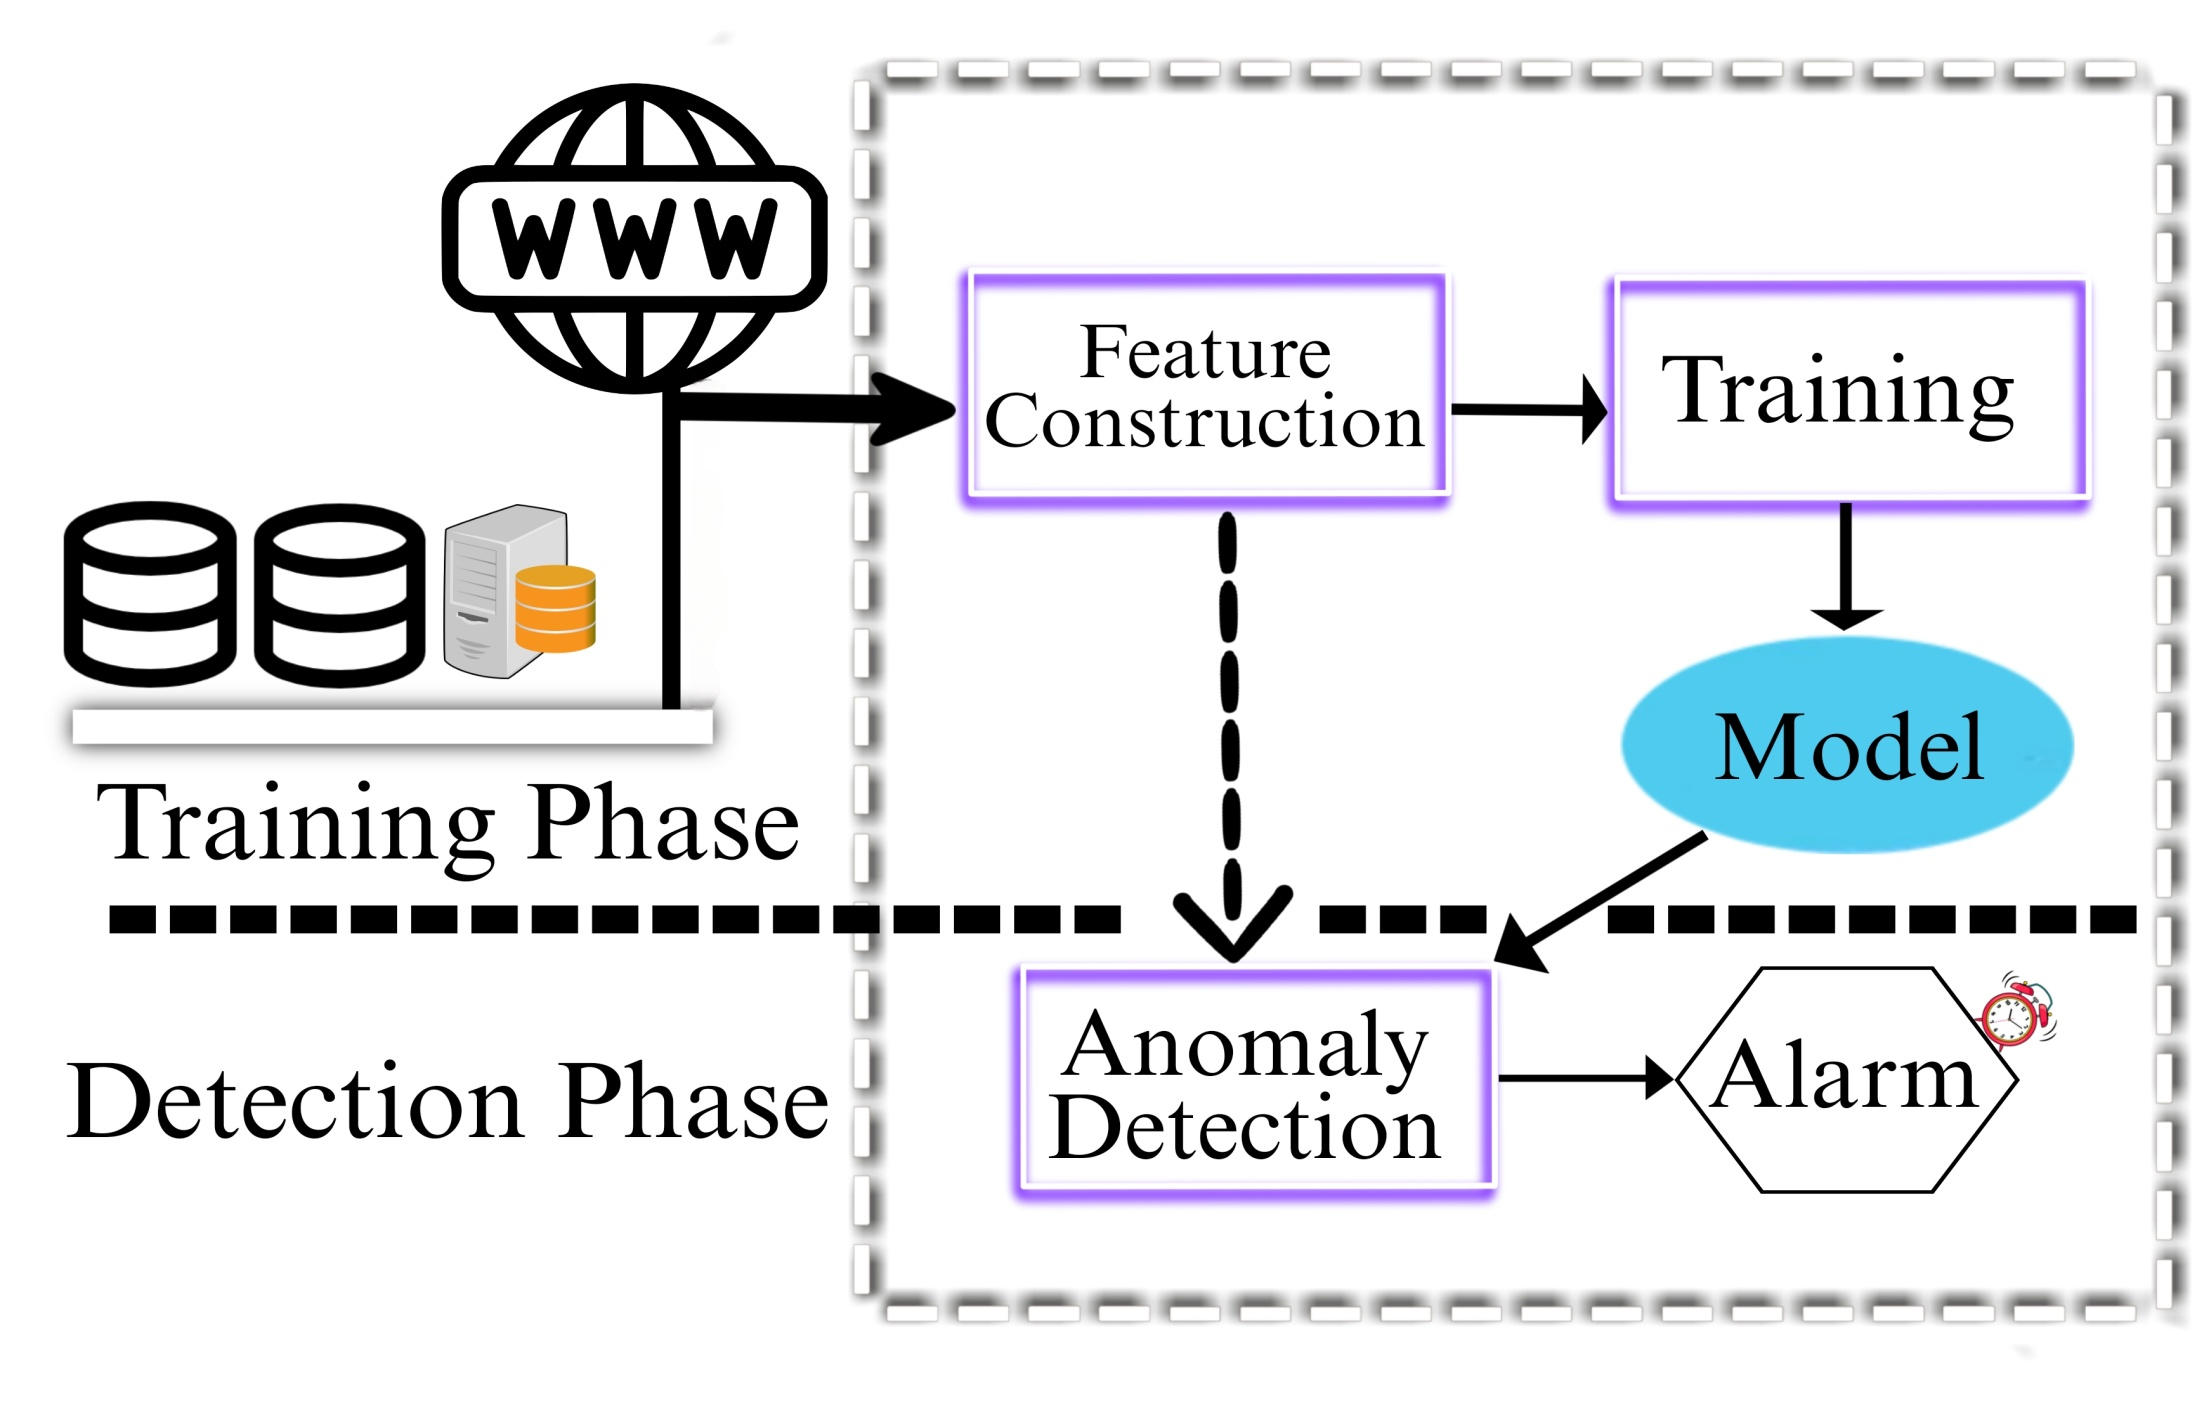 WWW
Feature
Construction
Training
Model
Training Phase
Detection Phase
Anomaly
Detection
Alarm